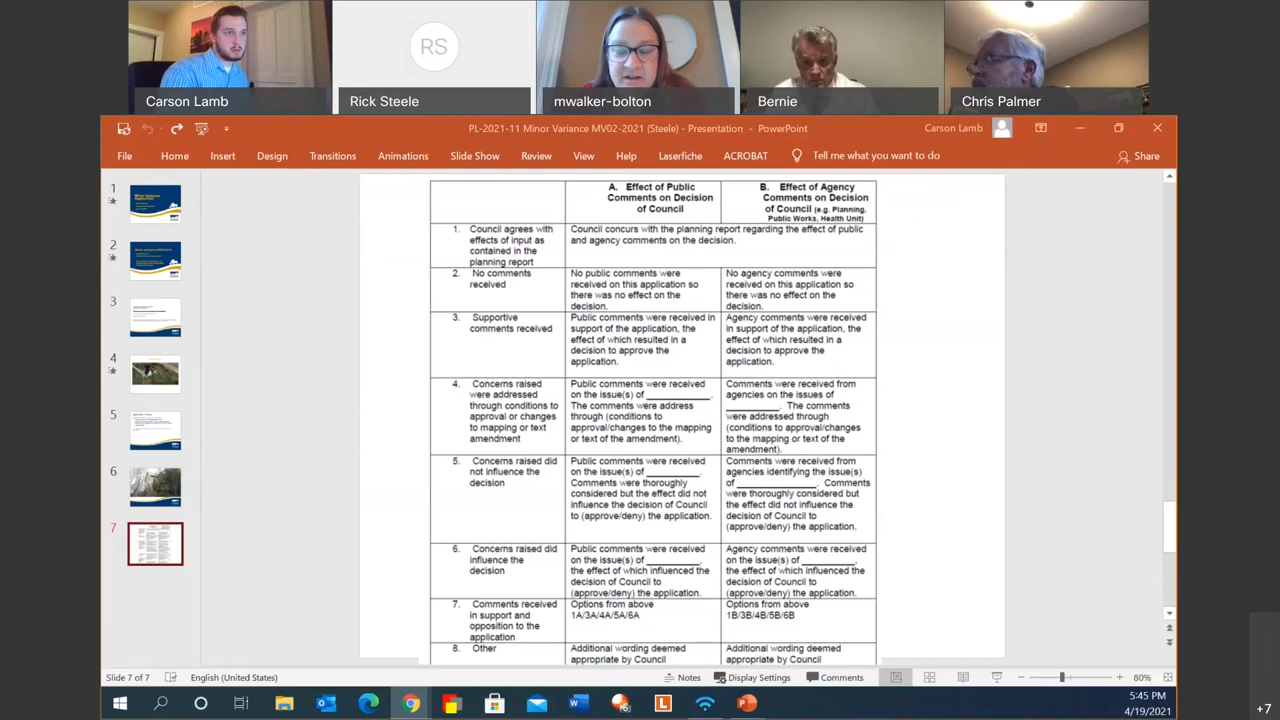 RS
Carson Lamb
Rick Steele
mwalker-bolton
Bernie
Chris Palmer
PL-2021-11 Minor Variance MV02-2021 (Steele) - Presentation - PowerPoint
Carson Lamb
File Home Insert Design Transitions Animations Slide Show Review View Help Laserfiche ACROBAT Tell me what you want to do Share
1
2
3
4
5
6
7
A. Effect of Public
Comments on Decision
of Council
B. Effect of Agency
Comments on Decision
of Council (e.g. Planning,
Public Works, Health Unit)
1. Council agrees with
effects of input as
contained in the
planning report
Council concurs with the planning report regarding the effect of public
and agency comments on the decision.
2. No comments
received
No public comments were
received on this application so
there was no effect on the
decision.
No agency comments were
received on this application so
there was no effect on the
decision.
3. Supportive
comments received
Public comments were received in
support of the application, the
effect of which resulted in a
decision to approve the
application.
Agency comments were received
in support of the application, the
effect of which resulted in a
decision to approve the
application.
4. Concerns raised
were addressed
through conditions to
approval or changes
to mapping or text
amendment
Public comments were received
on the issue(s) of ____________.
The comments were address
through (conditions to
approval/changes to the mapping
or text of the amendment).
Comments were received from
agencies on the issues of
__________. The comments
were addressed through
(conditions to approval/changes
to the mapping or text of the
amendment).
5. Concerns raised did
not influence the
decision
Public comments were received
on the issue(s) of __________.
Comments were thoroughly
considered but the effect did not
influence the decision of Council
to (approve/deny) the application.
Comments were received from
agencies identifying the issue(s)
of _______________. Comments
were thoroughly considered but
the effect did not influence the
decision of Council to
(approve/deny) the application.
6. Concerns raised did
influence the
decision
Public comments were received
on the issue(s) of __________,
the effect of which influenced the
decision of Council to
(approve/deny) the application.
Agency comments were received
on the issue(s) of __________,
the effect of which influenced the
decision of Council to
(approve/deny) the application.
7. Comments received
in support and
opposition to the
application
Options from above
1A/3A/4A/5A/6A
Options from above
1B/3B/4B/5B/6B
8. Other
Additional wording deemed
appropriate by Council
Additional wording deemed
appropriate by Council
Slide 7 of 7 English (United States) Notes Display Settings Comments 80%
5:45 PM
4/19/2021
+7